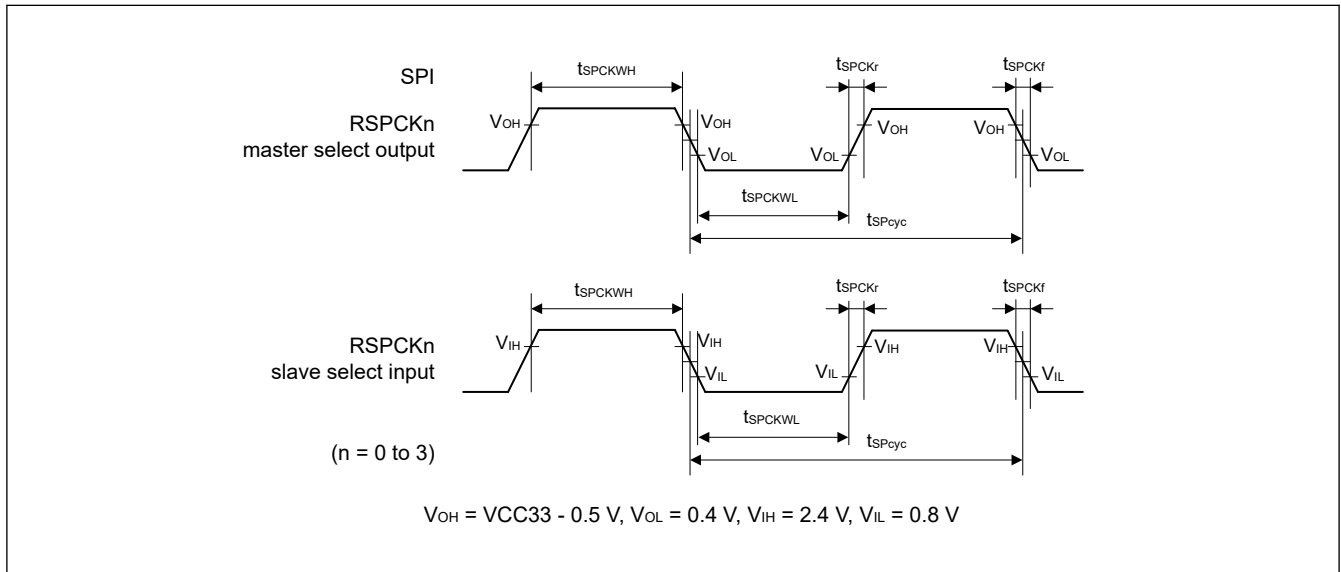 SPI
tSPCKWH
tSPCKr
tSPCKf
RSPCKn
master select output
VOH
VOH
VOL
VOL
VOH
VOH
VOL
tSPCKWL
tSPcyc
tSPCKWH
tSPCKr
tSPCKf
RSPCKn
slave select input
VIH
VIH
VIL
VIL
VIH
VIH
VIL
tSPCKWL
tSPcyc
(n = 0 to 3)
VOH = VCC33 - 0.5 V, VOL = 0.4 V, VIH = 2.4 V, VIL = 0.8 V